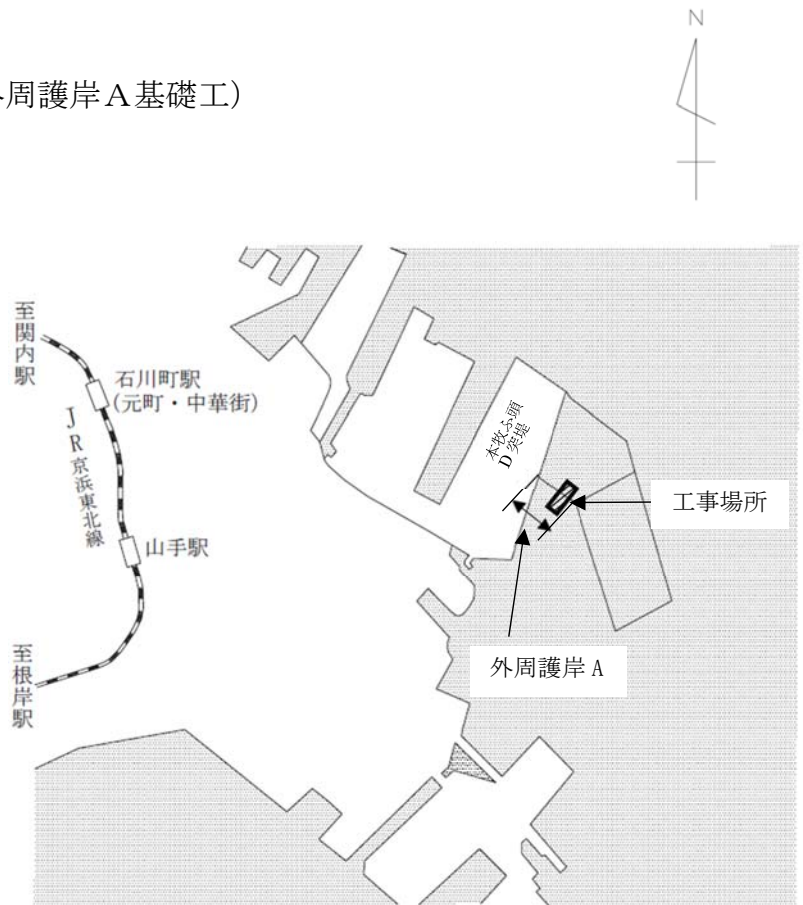 N
周護岸A基礎工)
至関内駅
石川町駅
(元町・中華街)
JR京浜東北線
山手駅
至根岸駅
本牧ふ頭
D突堤
工事場所
外周護岸 A